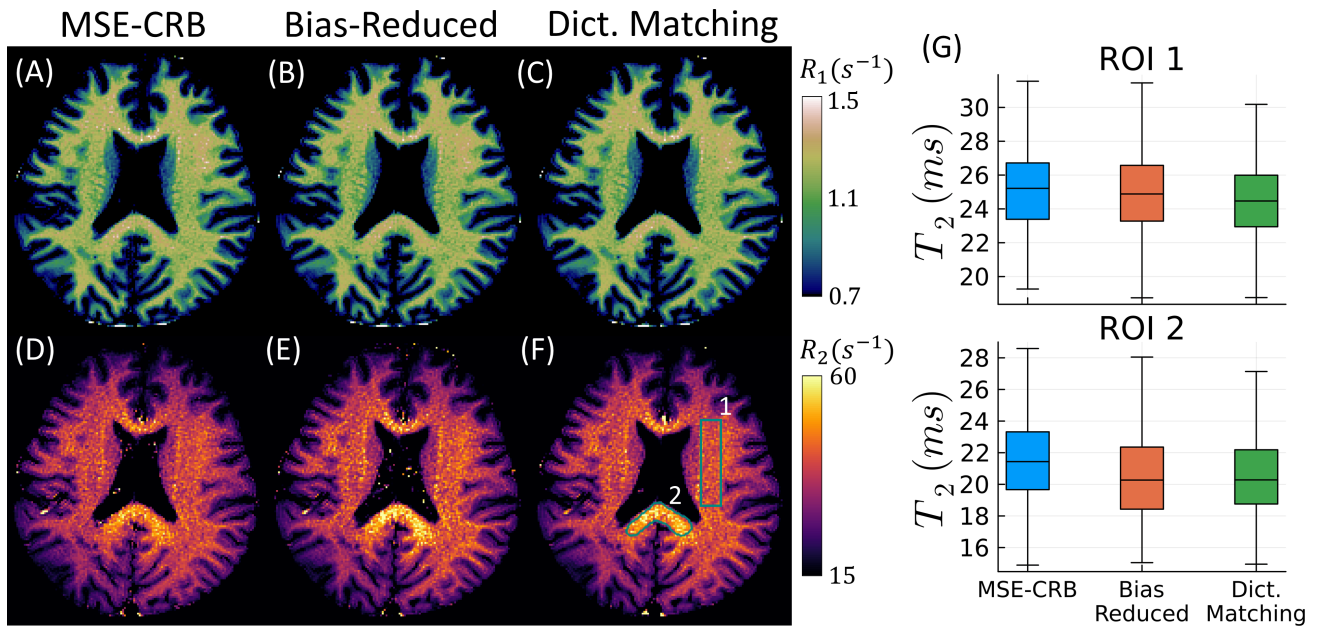 MSE-CRB Bias-Reduced Dict. Matching
(A) (B) (C)
R₁(s⁻¹)
1.5
1.1
0.7
(D) (E) (F)
R₂(s⁻¹)
60
15
1
2
(G)
ROI 1
T₂ (ms)
30
28
26
24
22
20
ROI 2
T₂ (ms)
28
26
24
22
20
18
16
MSE-CRB Bias Dict.
Reduced Matching